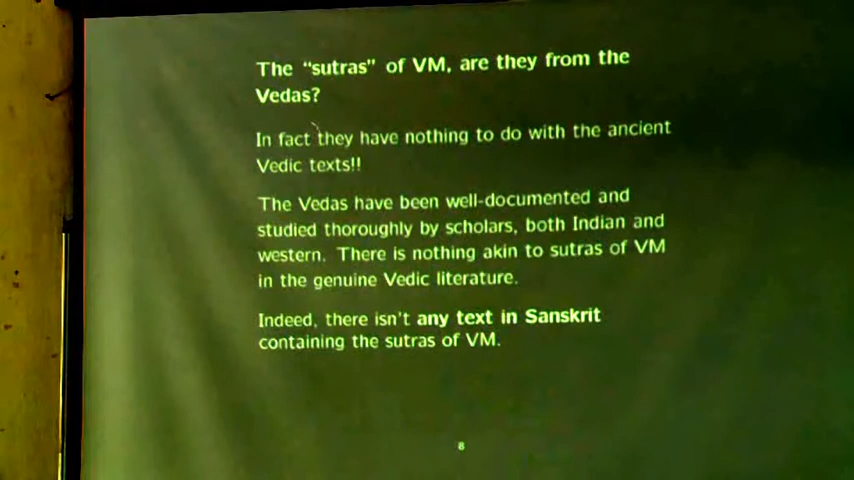 The "sutras" of VM, are they from the
Vedas?
In fact they have nothing to do with the ancient
Vedic texts!!
The Vedas have been well-documented and
studied thoroughly by scholars, both Indian and
western. There is nothing akin to sutras of VM
in the genuine Vedic literature.
Indeed, there isn't any text in Sanskrit
containing the sutras of VM.
8